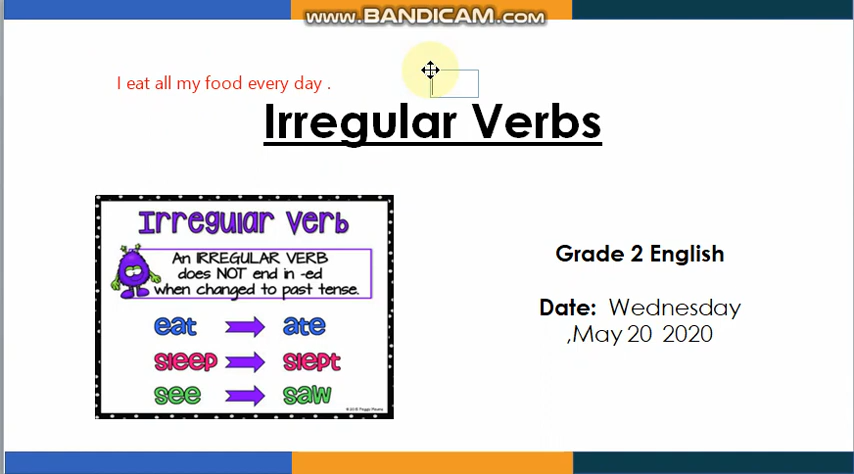 www.BANDICAM.com
I eat all my food every day .
Irregular Verbs
Irregular Verb
An IRREGULAR VERB
does NOT end in -ed
when changed to past tense.
eat ate
sleep slept
see saw
Grade 2 English
Date: Wednesday
,May 20 2020